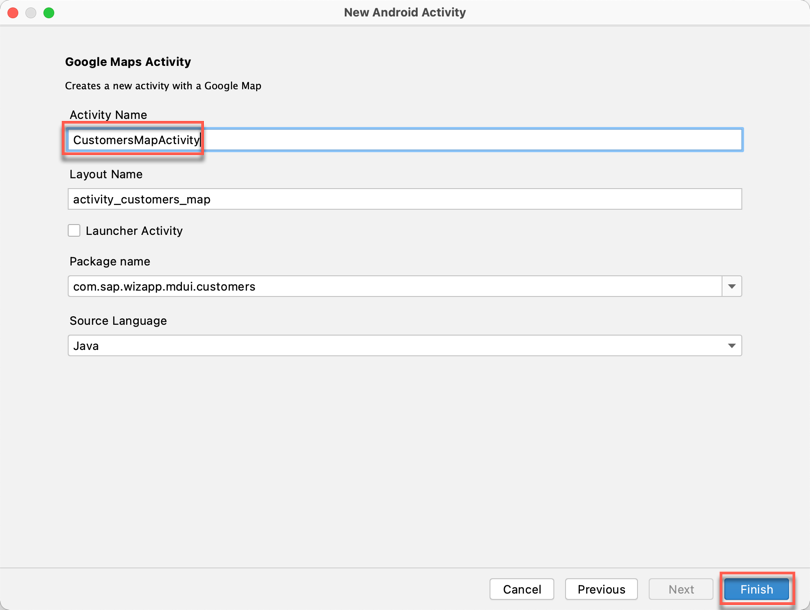 New Android Activity
Google Maps Activity
Creates a new activity with a Google Map
Activity Name
CustomersMapActivity
Layout Name
activity_customers_map
Launcher Activity
Package name
com.sap.wizapp.mdui.customers
Source Language
Java
Cancel Previous Next Finish